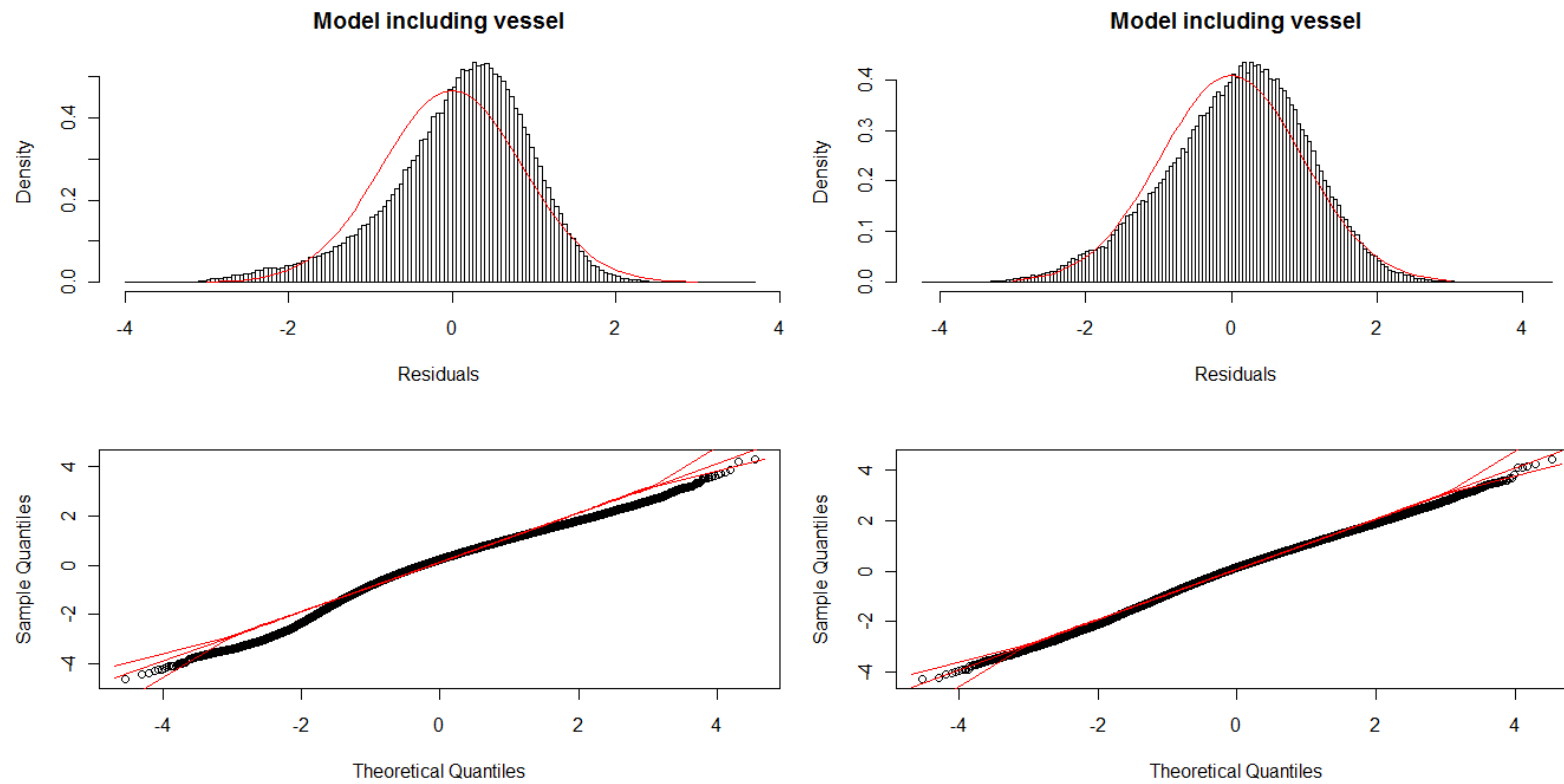 Model including vessel
Density
0.0
0.2
0.4
-4 -2 0 2 4
Residuals
Model including vessel
Density
0.0
0.1
0.2
0.3
0.4
-4 -2 0 2 4
Residuals
Sample Quantiles
-4
-2
0
2
4
-4 -2 0 2 4
Theoretical Quantiles
Sample Quantiles
-4
-2
0
2
4
-4 -2 0 2 4
Theoretical Quantiles